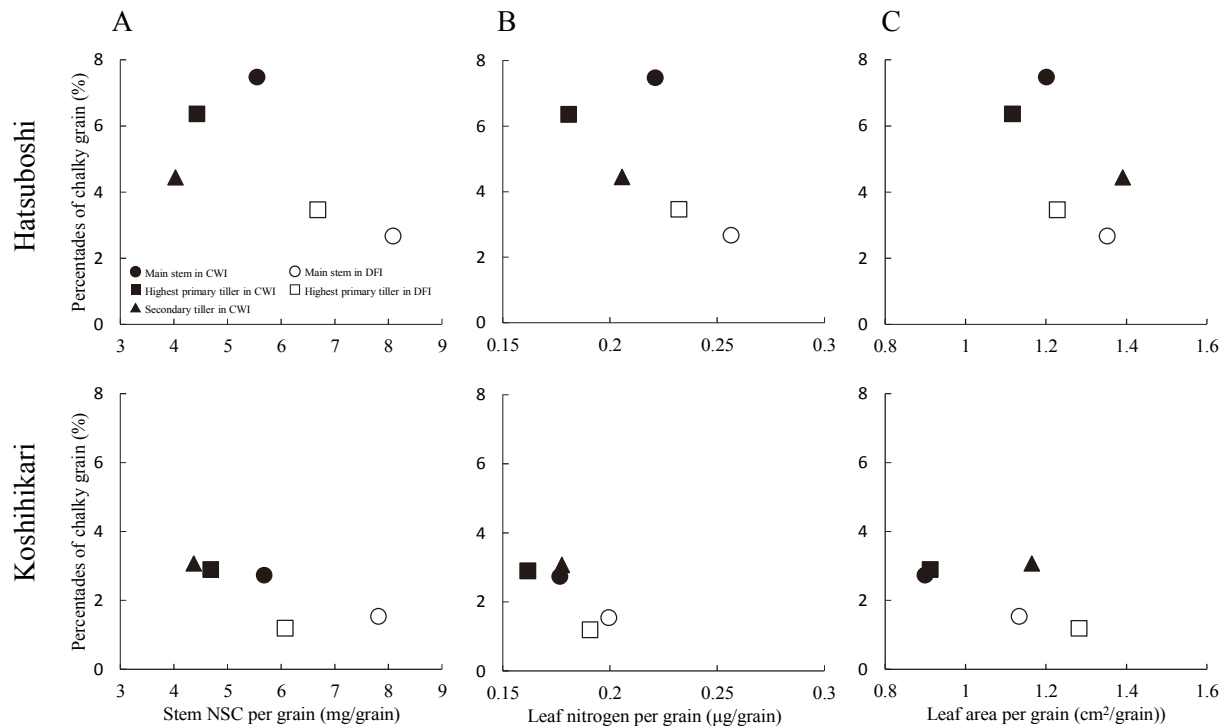 A
B
C
Hatsuboshi
Percentades of chalky grain (%)
8
6
4
2
0
Main stem in CWI
Main stem in DFI
Highest primary tiller in CWI
Highest primary tiller in DFI
Secondary tiller in CWI
3 4 5 6 7 8 9
8
6
4
2
0
0.15 0.2 0.25 0.3
8
6
4
2
0
0.8 1 1.2 1.4 1.6
Koshihikari
Percentades of chalky grain (%)
8
6
4
2
0
3 4 5 6 7 8 9
Stem NSC per grain (mg/grain)
8
6
4
2
0
0.15 0.2 0.25 0.3
Leaf nitrogen per grain (μg/grain)
8
6
4
2
0
0.8 1 1.2 1.4 1.6
Leaf area per grain (cm²/grain))